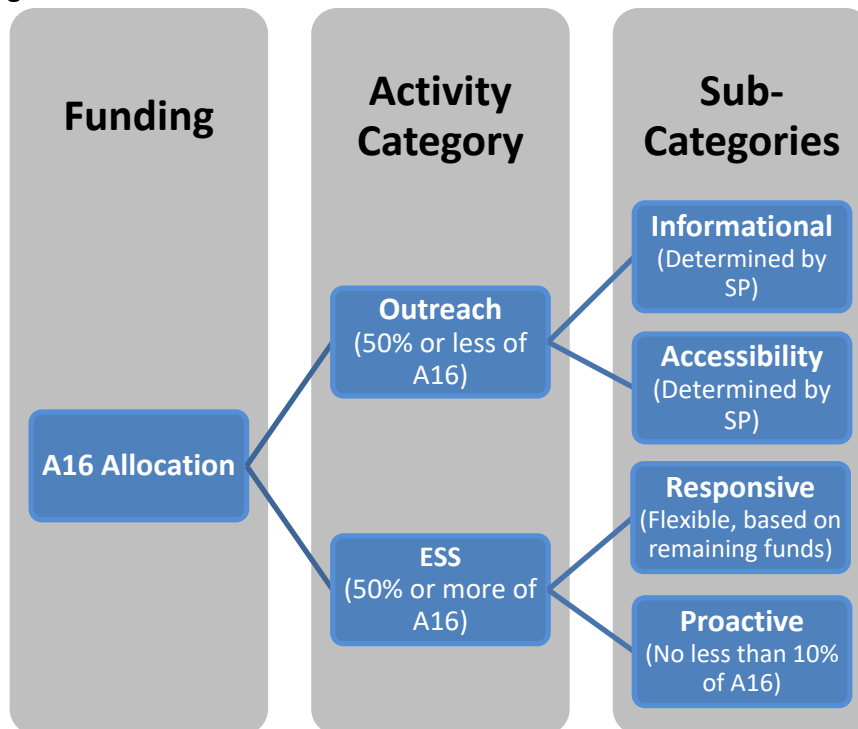 Funding
Activity
Category
Sub-
Categories
A16 Allocation
Outreach
(50% or less of
A16)
ESS
(50% or more of
A16)
Informational
(Determined by
SP)
Accessibility
(Determined by
SP)
Responsive
(Flexible, based on
remaining funds)
Proactive
(No less than 10%
of A16)